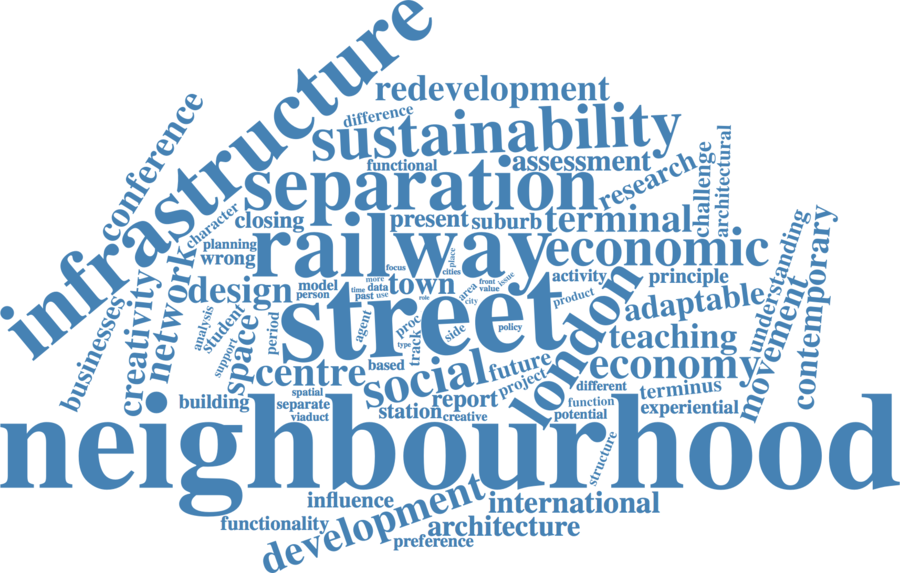 infrastructure
redevelopment
conference
difference
sustainability
functional
assessment
separation
research
challenge
architectural
character
closing
present
suburb
terminal
planning
wrong
railway
place
economic
understanding
contemporary
network
focus
cities
issue
design
model
person
more
data
time
past
use
town
role
area
city
front
value
activity
principle
product
adaptable
movement
businesses
creativity
analysis
student
support
space
period
street
agent
proc
type
track
side
policy
london
teaching
centre
based
social
future
project
economy
different
terminus
building
spatial
separate
viaduct
station
report
creative
function
potential
experiential
neighbourhood
structure
influence
development
international
functionality
architecture
preference